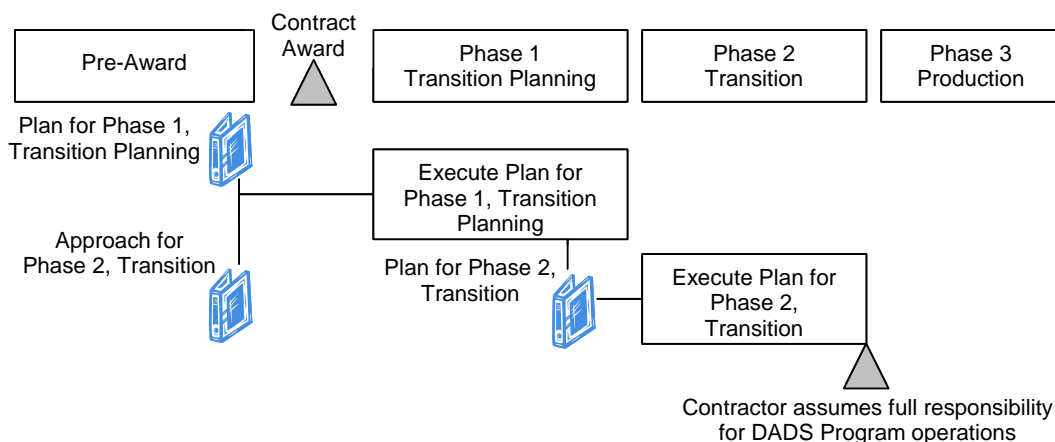 Pre-Award
Contract
Award
Phase 1
Transition Planning
Phase 2
Transition
Phase 3
Production
Plan for Phase 1,
Transition Planning
Execute Plan for
Phase 1, Transition
Planning
Approach for
Phase 2, Transition
Plan for Phase 2,
Transition
Execute Plan for
Phase 2,
Transition
Contractor assumes full responsibility
for DADS Program operations